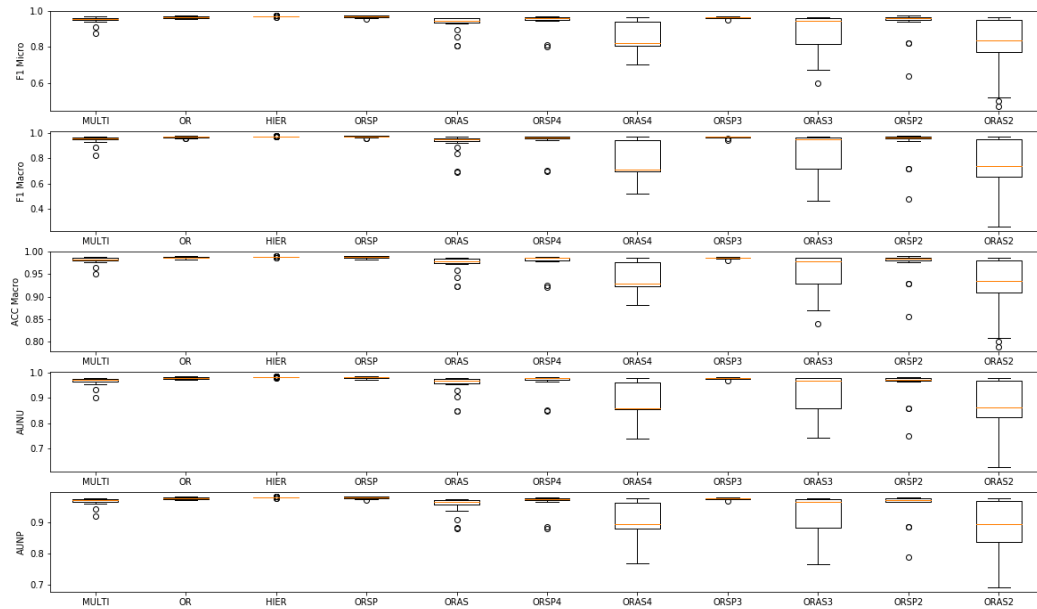 F1 Micro
1.0
0.8
0.6
MULTI OR HIER ORSP ORAS ORSP4 ORAS4 ORSP3 ORAS3 ORSP2 ORAS2
F1 Macro
1.0
0.8
0.6
0.4
MULTI OR HIER ORSP ORAS ORSP4 ORAS4 ORSP3 ORAS3 ORSP2 ORAS2
ACC Macro
1.00
0.95
0.90
0.85
0.80
MULTI OR HIER ORSP ORAS ORSP4 ORAS4 ORSP3 ORAS3 ORSP2 ORAS2
AUNU
1.0
0.9
0.8
0.7
MULTI OR HIER ORSP ORAS ORSP4 ORAS4 ORSP3 ORAS3 ORSP2 ORAS2
AUNP
0.9
0.8
0.7
MULTI OR HIER ORSP ORAS ORSP4 ORAS4 ORSP3 ORAS3 ORSP2 ORAS2